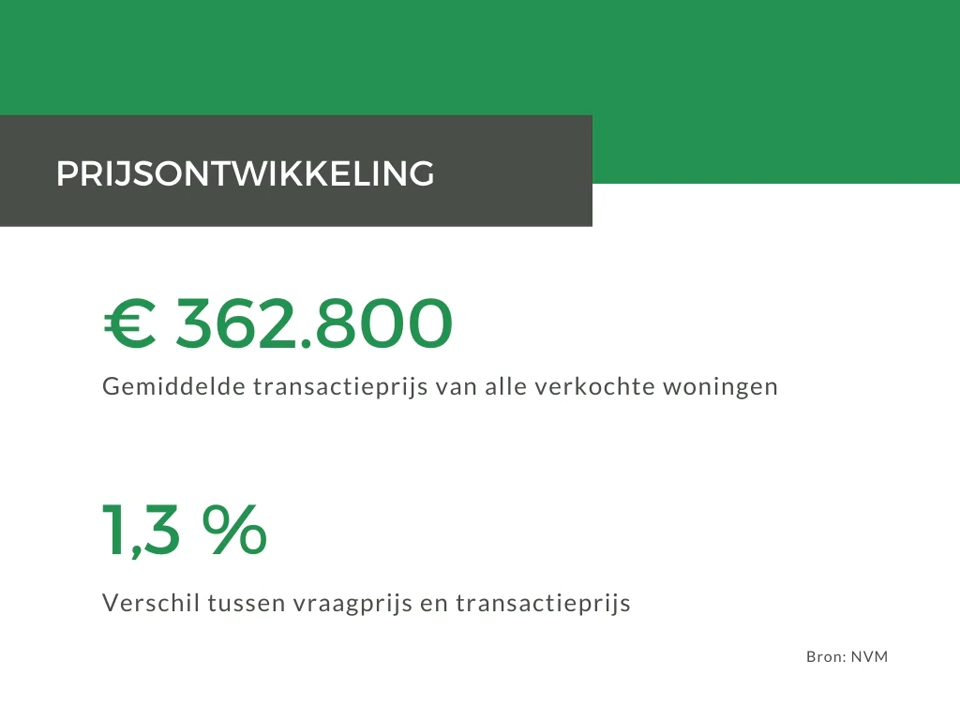 PRIJSONTWIKKELING
€ 362.800
Gemiddelde transactieprijs van alle verkochte woningen
1,3 %
Verschil tussen vraagprijs en transactieprijs
Bron: NVM